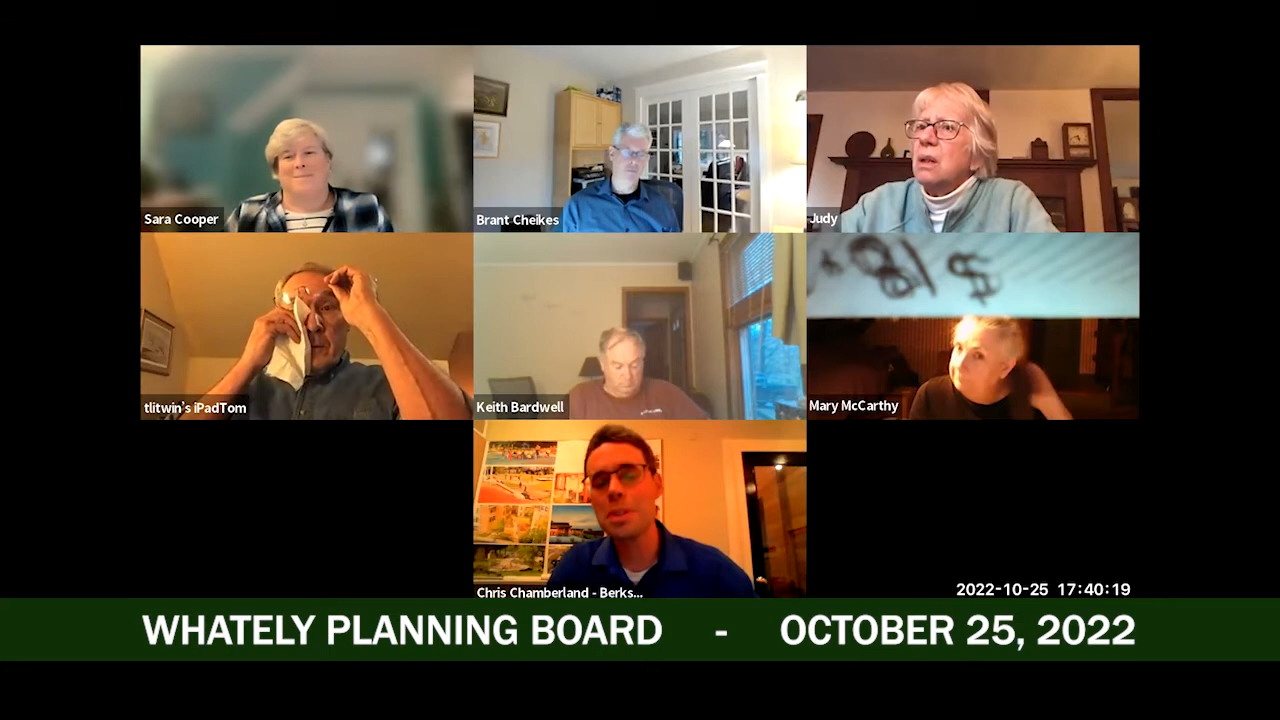 Sara Cooper
Brant Cheikes
Judy
tlitwin's iPadTom
Keith Bardwell
Mary McCarthy
Chris Chamberland - Berks...
2022-10-25 17:40:19
WHATELY PLANNING BOARD - OCTOBER 25, 2022